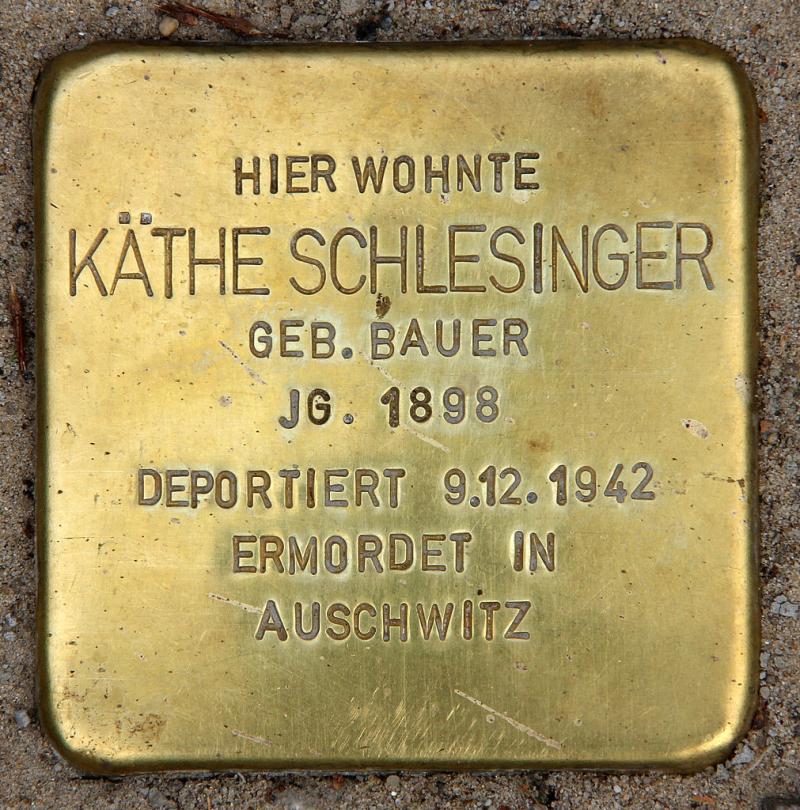 HIER WOHNTE
KÄTHE SCHLESINGER
GEB. BAUER
JG. 1898
DEPORTIERT 9.12.1942
ERMORDET IN
AUSCHWITZ